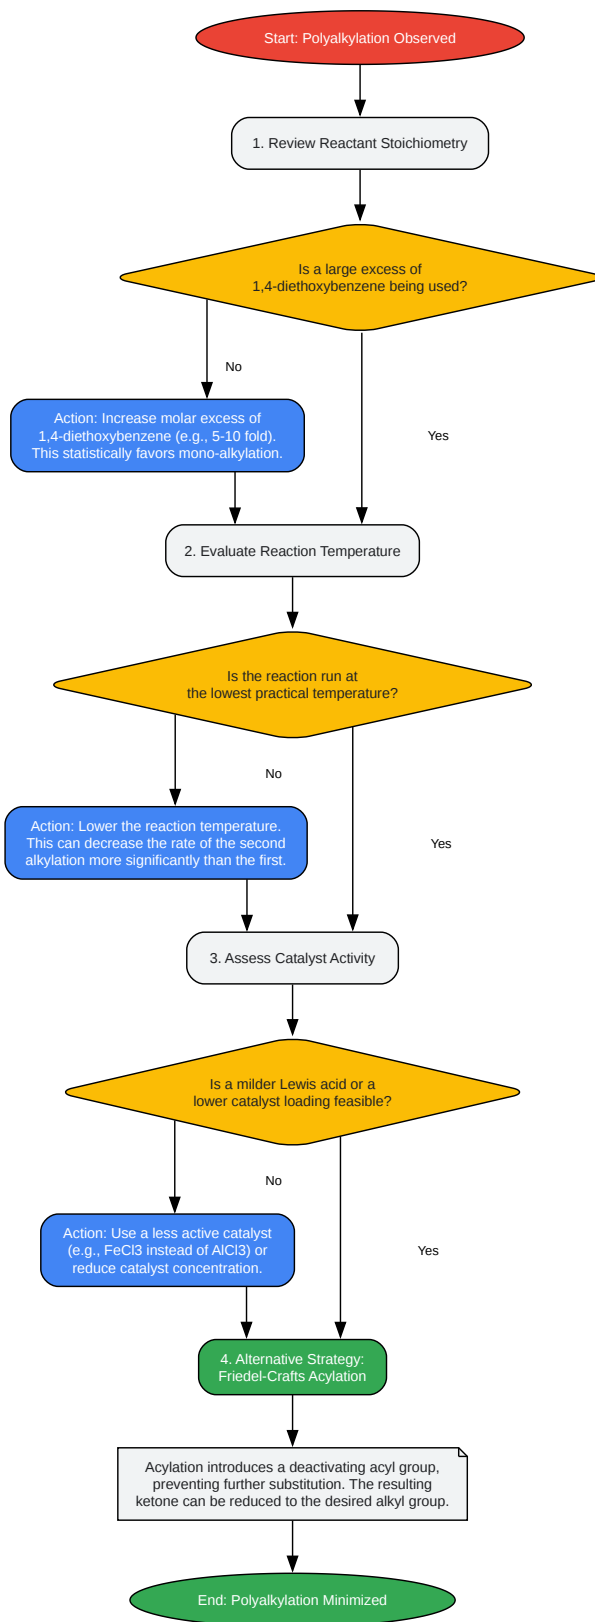 Start: Polyalkylation Observed
1. Review Reactant Stoichiometry
Is a large excess of
1,4-diethoxybenzene being used?
No
Yes
Action: Increase molar excess of
1,4-diethoxybenzene (e.g., 5-10 fold).
This statistically favors mono-alkylation.
2. Evaluate Reaction Temperature
Is the reaction run at
the lowest practical temperature?
No
Yes
Action: Lower the reaction temperature.
This can decrease the rate of the second
alkylation more significantly than the first.
3. Assess Catalyst Activity
Is a milder Lewis acid or a
lower catalyst loading feasible?
No
Yes
Action: Use a less active catalyst
(e.g., FeCl3 instead of AlCl3) or
reduce catalyst concentration.
4. Alternative Strategy:
Friedel-Crafts Acylation
Acylation introduces a deactivating acyl group,
preventing further substitution. The resulting
ketone can be reduced to the desired alkyl group.
End: Polyalkylation Minimized